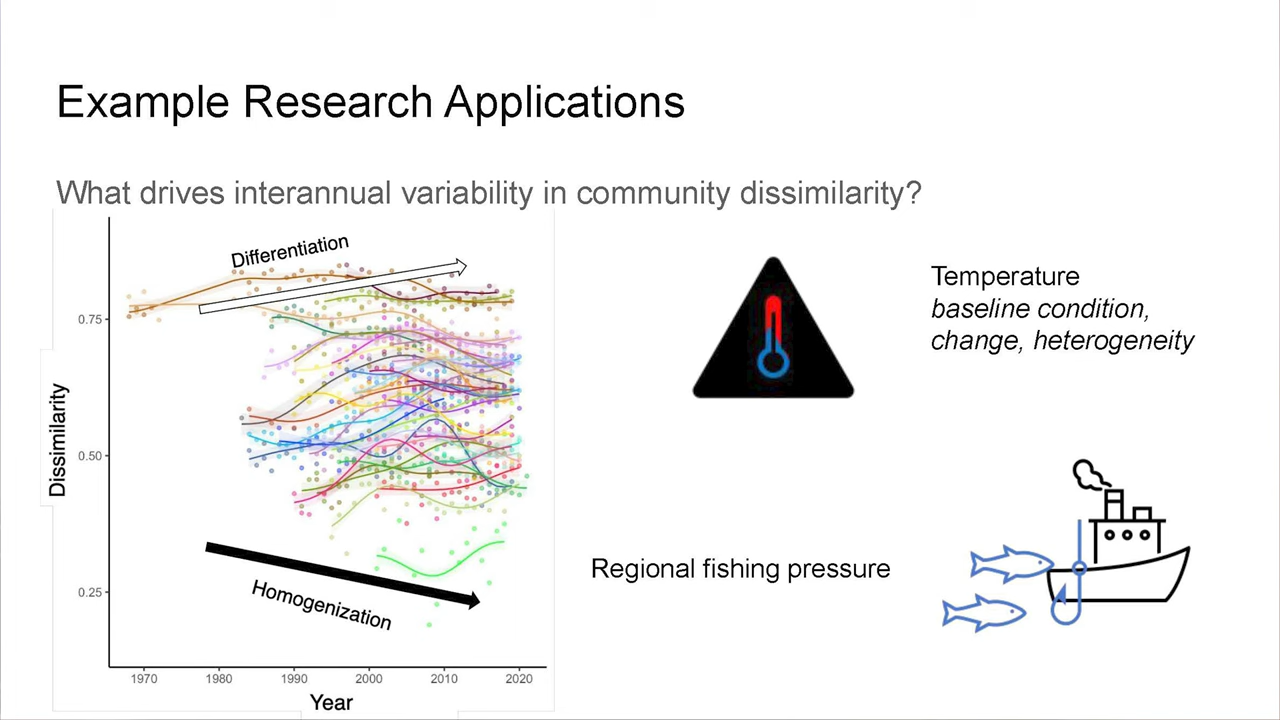 Example Research Applications
What drives interannual variability in community dissimilarity?
Differentiation
0.75
0.50
0.25
Dissimilarity
Homogenization
1970 1980 1990 2000 2010 2020
Year
Temperature
baseline condition,
change, heterogeneity
Regional fishing pressure